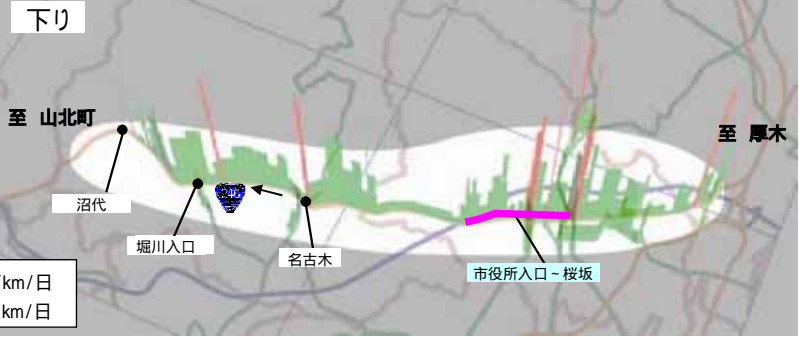 下り
至 山北町
至 厚木
沼代
堀川入口
名古木
市役所入口～桜坂
km/日
km/日